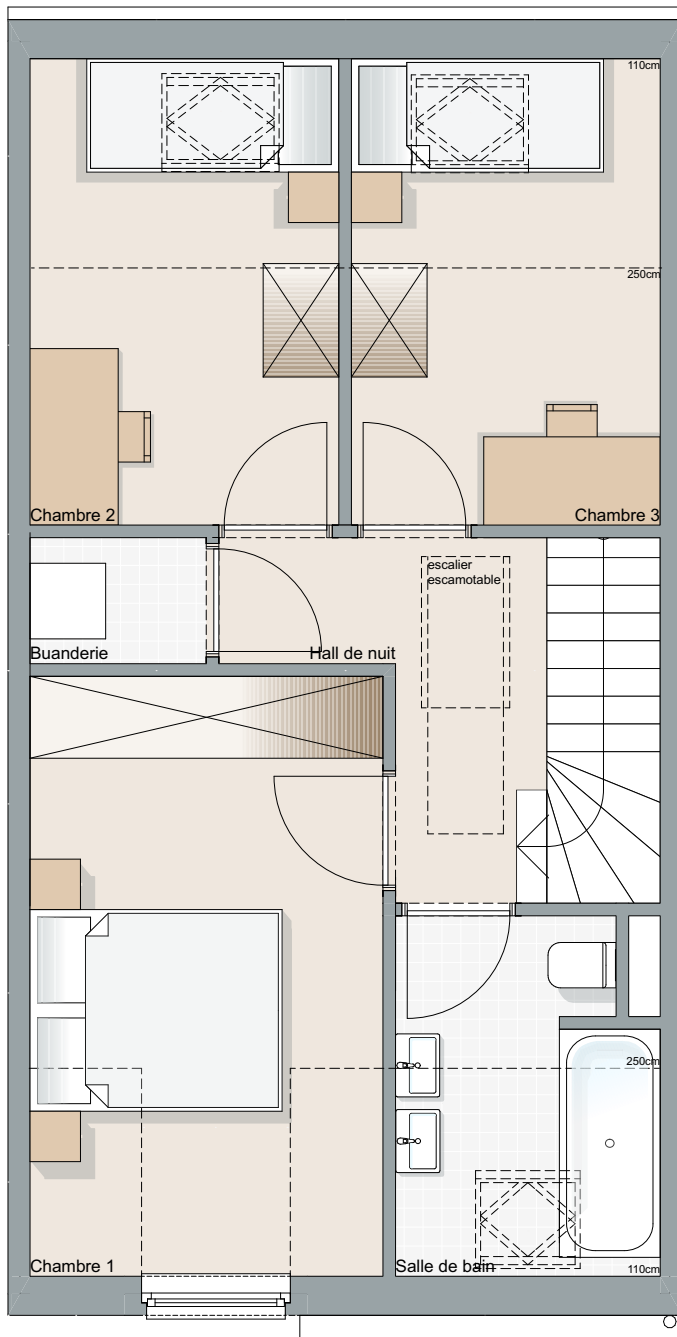 110cm
250cm
Chambre 2
Chambre 3
escalier
escamotable
Buanderie
Hall de nuit
250cm
Chambre 1
Salle de bain
110cm